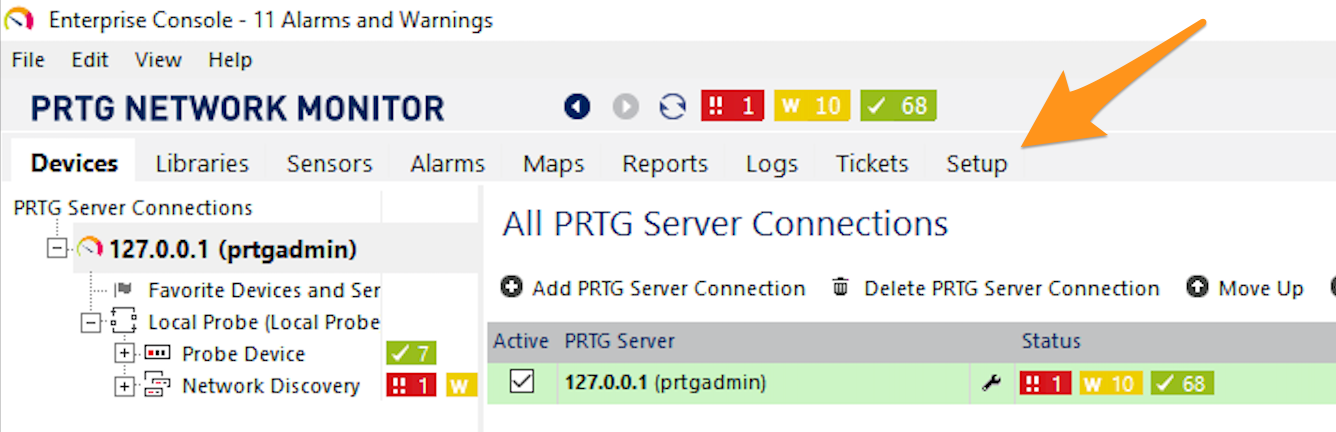 Enterprise Console - 11 Alarms and Warnings
File Edit View Help
PRTG NETWORK MONITOR !! 1 W 10 ✓ 68
Devices Libraries Sensors Alarms Maps Reports Logs Tickets Setup
PRTG Server Connections
127.0.0.1 (prtgadmin)
Favorite Devices and Ser
Local Probe (Local Probe
Probe Device ✓ 7
Network Discovery !! 1 W
All PRTG Server Connections
Add PRTG Server Connection Delete PRTG Server Connection Move Up
Active PRTG Server Status
127.0.0.1 (prtgadmin) !! 1 W 10 ✓ 68